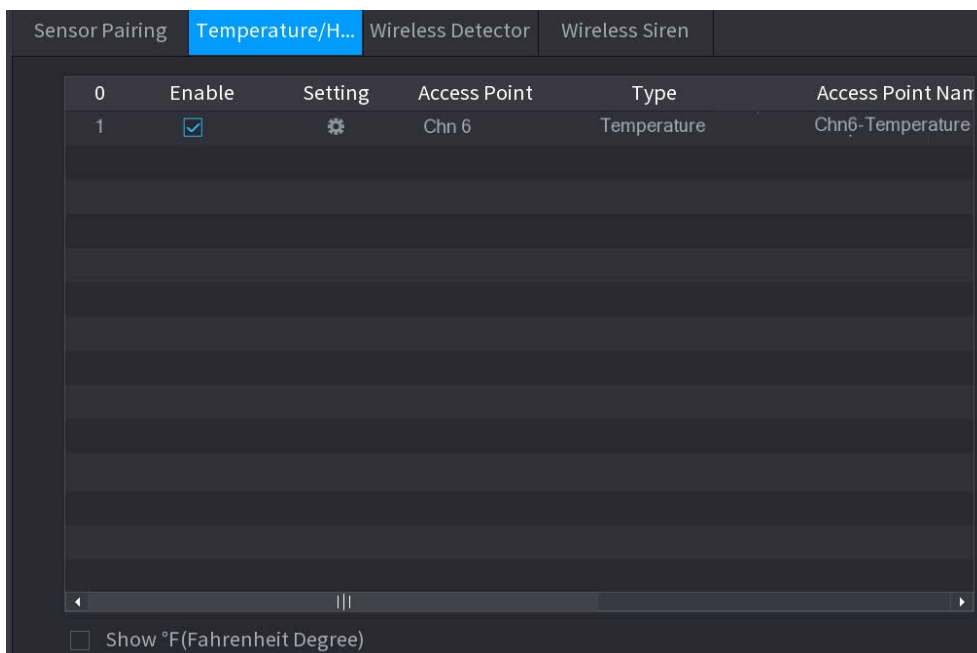 Sensor Pairing Temperature/H... Wireless Detector Wireless Siren
0 Enable Setting Access Point Type Access Point Nam
1 Chn 6 Temperature Chn6-Temperature
Show °F(Fahrenheit Degree)